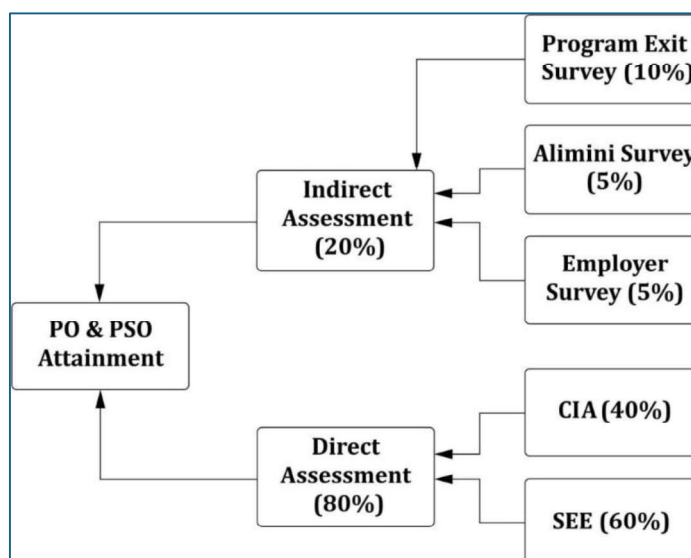 Program Exit
Survey (10%)
Alimini Survey
(5%)
Indirect
Assessment
(20%)
Employer
Survey (5%)
PO & PSO
Attainment
CIA (40%)
Direct
Assessment
(80%)
SEE (60%)